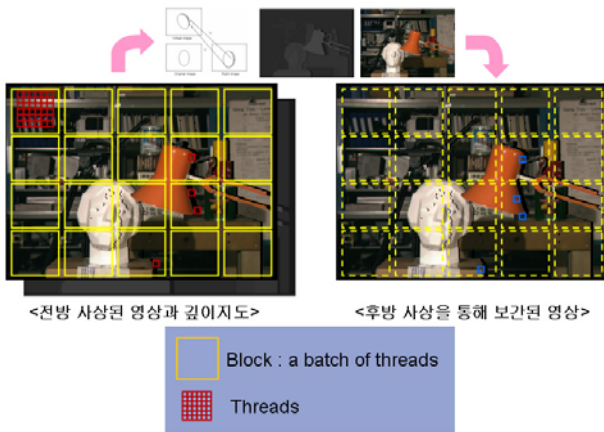 <전방 사상된 영상과 깊이지도>
<후방 사상을 통해 보간된 영상>
Block : a batch of threads
Threads